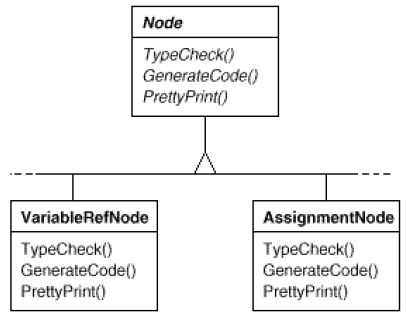 Node
TypeCheck()
GenerateCode()
PrettyPrint()
VariableRefNode
TypeCheck()
GenerateCode()
PrettyPrint()
AssignmentNode
TypeCheck()
GenerateCode()
PrettyPrint()